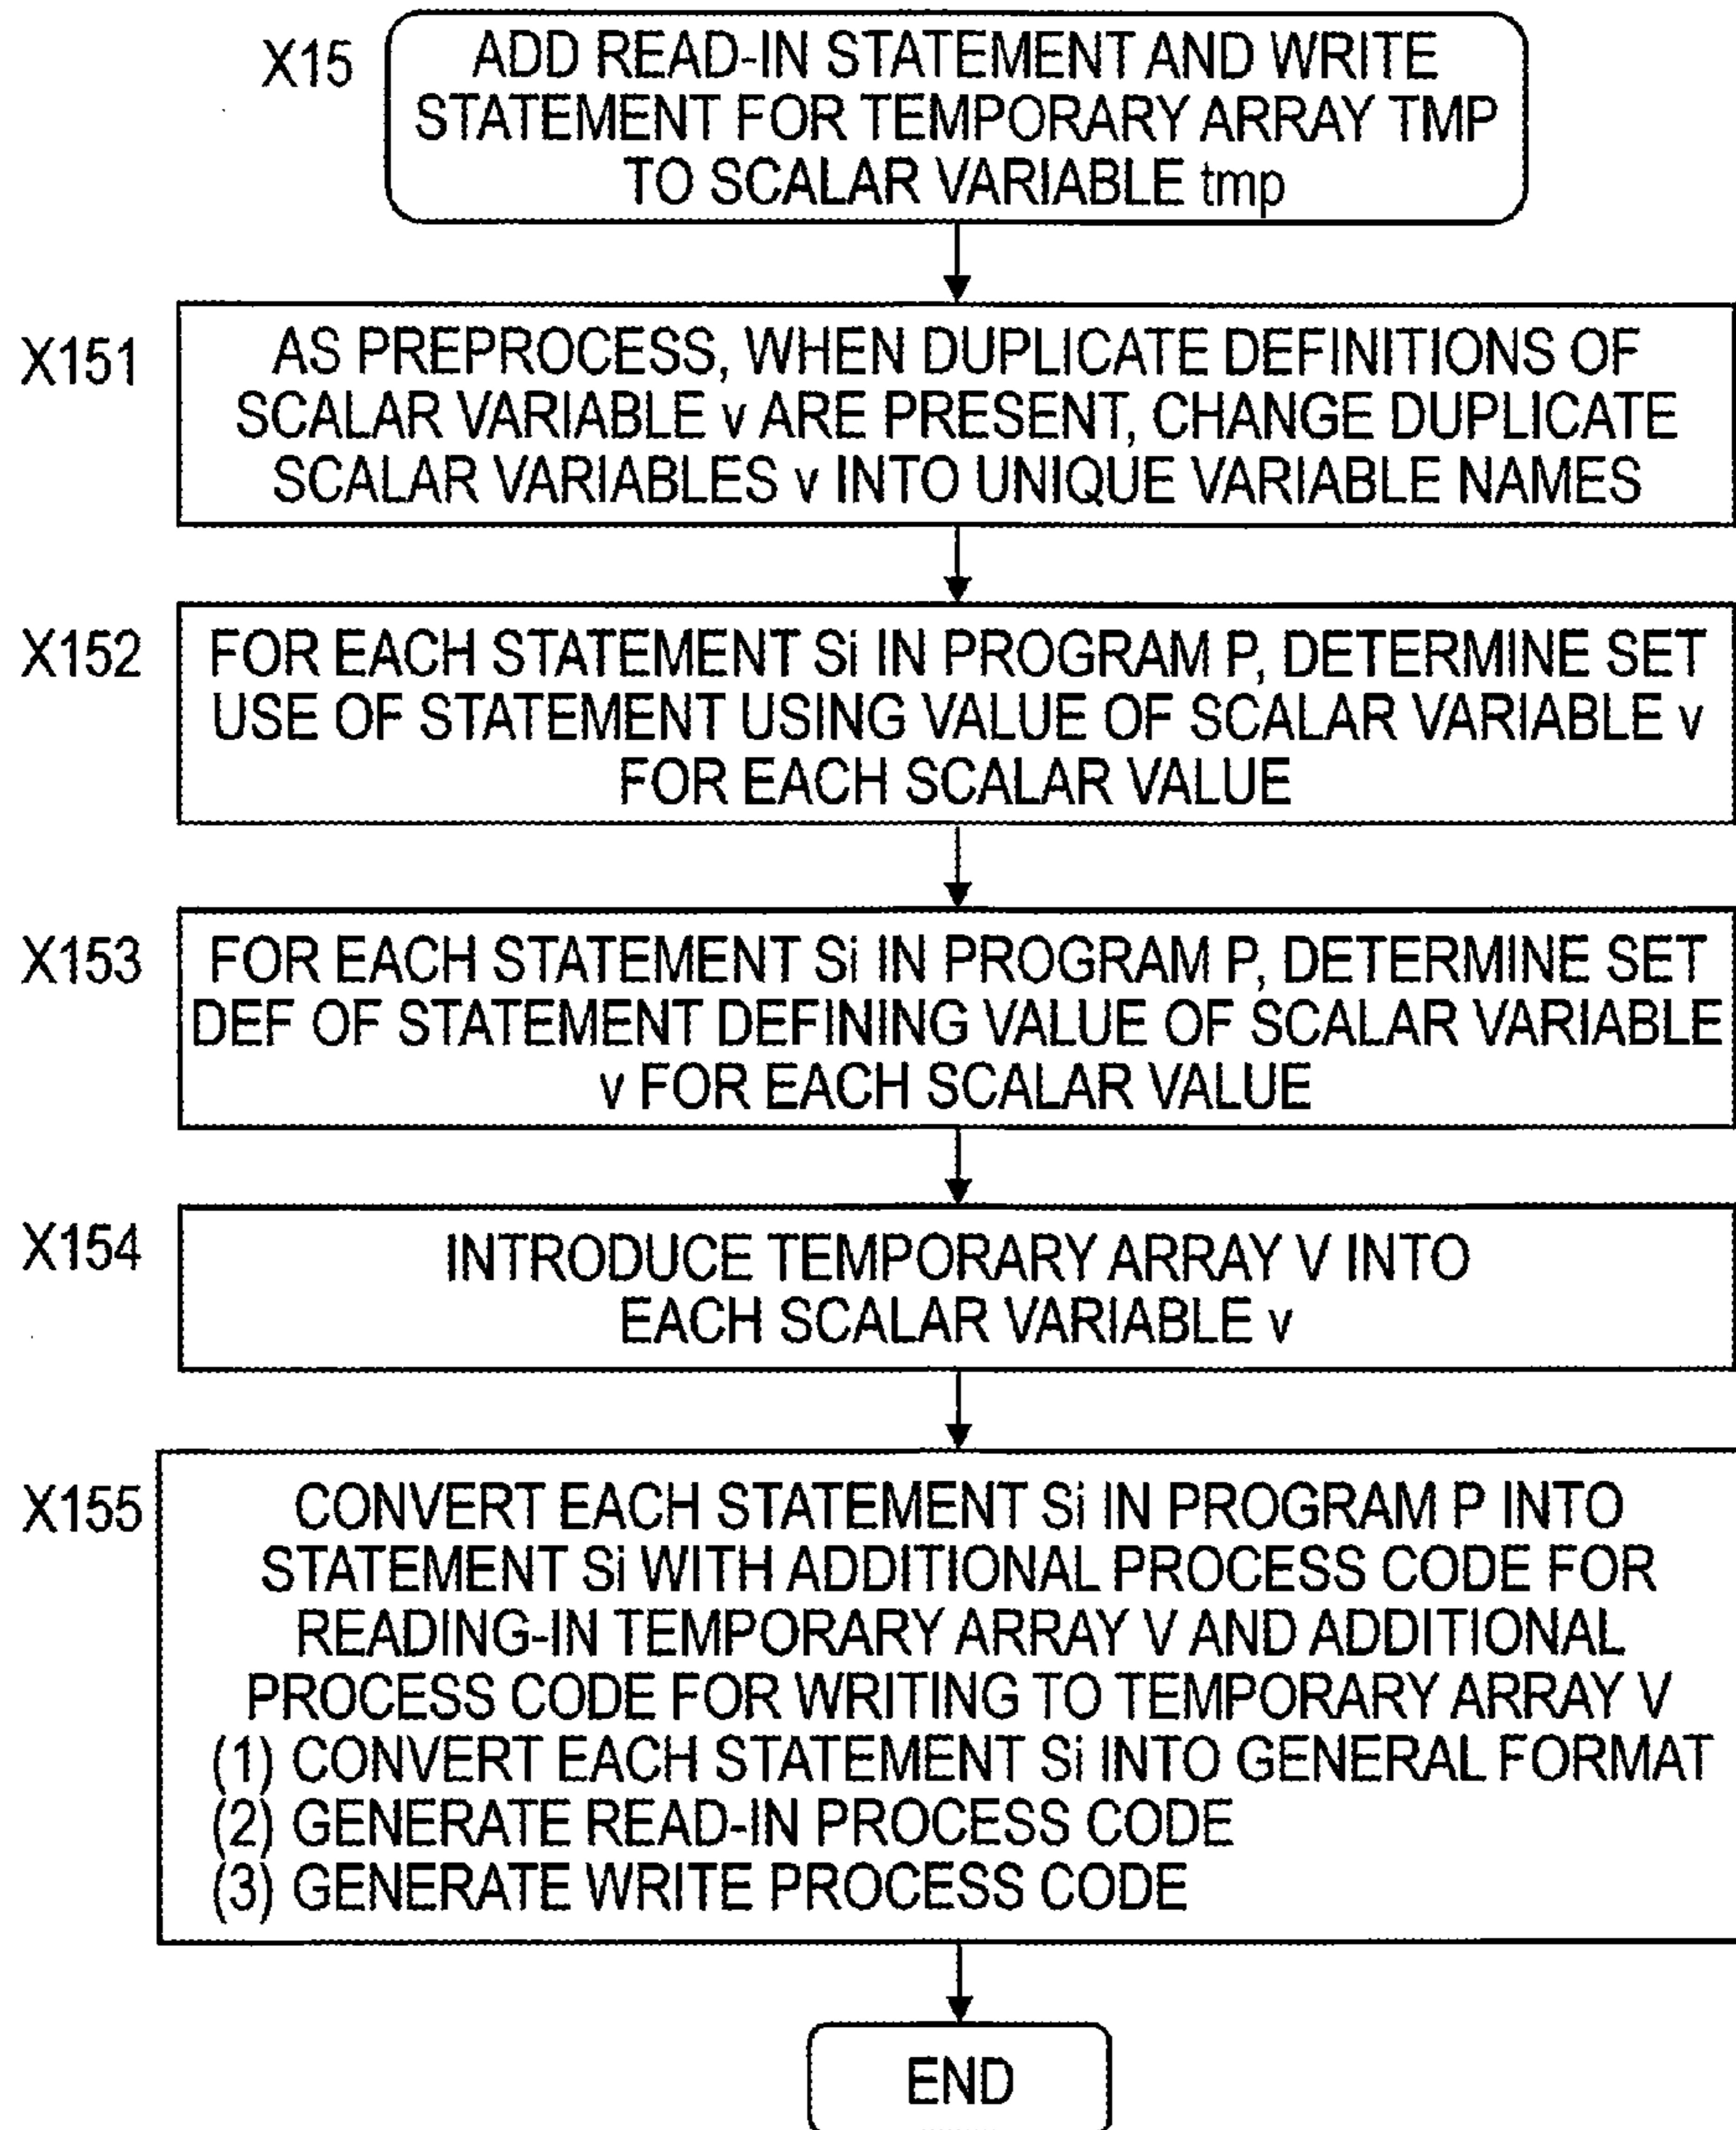 X15
ADD READ-IN STATEMENT AND WRITE
STATEMENT FOR TEMPORARY ARRAY TMP
TO SCALAR VARIABLE tmp
X151
AS PREPROCESS, WHEN DUPLICATE DEFINITIONS OF
SCALAR VARIABLE v ARE PRESENT, CHANGE DUPLICATE
SCALAR VARIABLES v INTO UNIQUE VARIABLE NAMES
X152
FOR EACH STATEMENT Si IN PROGRAM P, DETERMINE SET
USE OF STATEMENT USING VALUE OF SCALAR VARIABLE v
FOR EACH SCALAR VALUE
X153
FOR EACH STATEMENT Si IN PROGRAM P, DETERMINE SET
DEF OF STATEMENT DEFINING VALUE OF SCALAR VARIABLE
v FOR EACH SCALAR VALUE
X154
INTRODUCE TEMPORARY ARRAY V INTO
EACH SCALAR VARIABLE v
X155
CONVERT EACH STATEMENT Si IN PROGRAM P INTO
STATEMENT Si WITH ADDITIONAL PROCESS CODE FOR
READING-IN TEMPORARY ARRAY V AND ADDITIONAL
PROCESS CODE FOR WRITING TO TEMPORARY ARRAY V
(1) CONVERT EACH STATEMENT Si INTO GENERAL FORMAT
(2) GENERATE READ-IN PROCESS CODE
(3) GENERATE WRITE PROCESS CODE
END